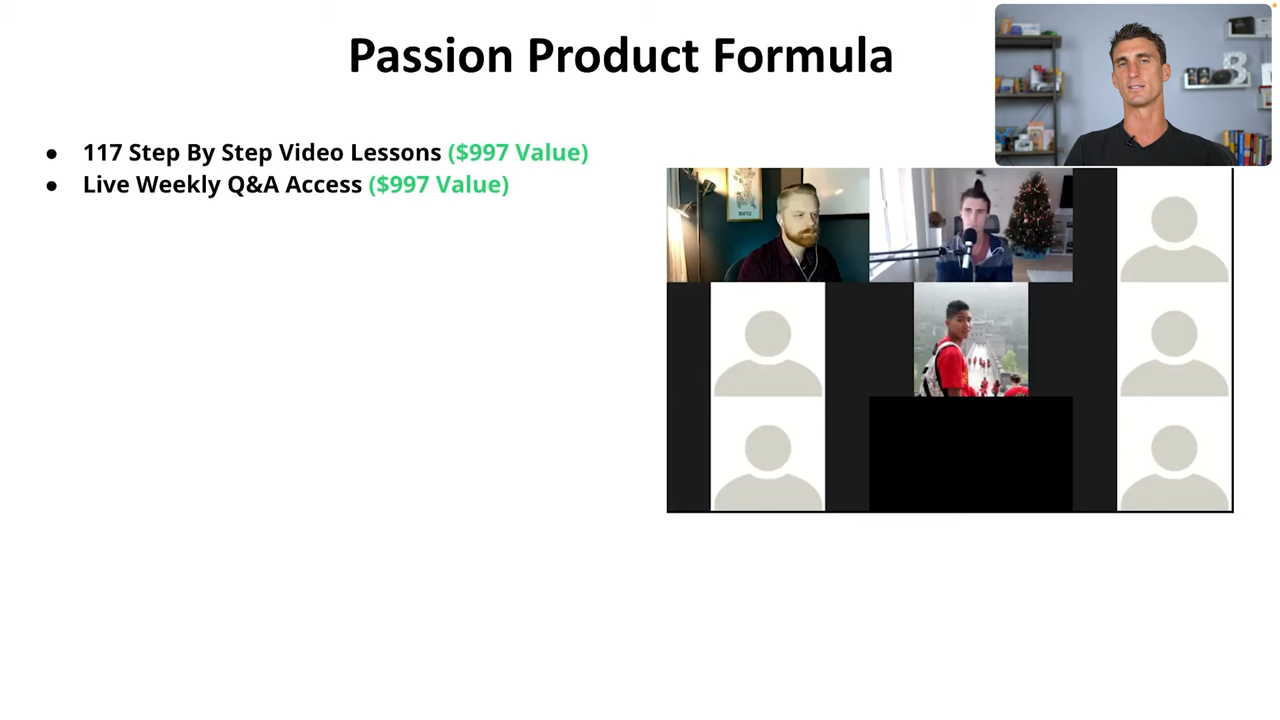 Passion Product Formula
● 117 Step By Step Video Lessons ($997 Value)
● Live Weekly Q&A Access ($997 Value)